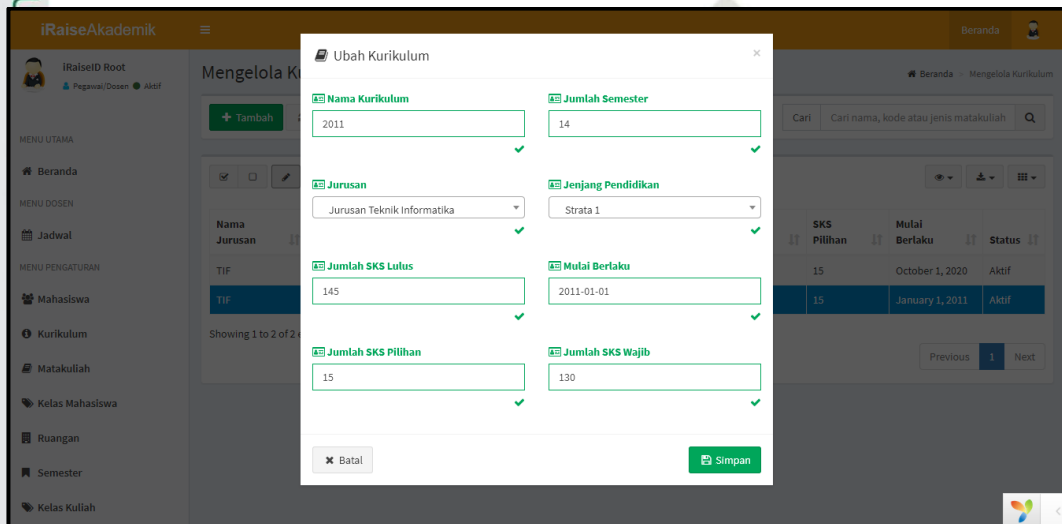 iRaiseAkademik
Beranda
iRaiseID Root
Pegawai/Dosen Aktif
Mengelola Ku
Beranda > Mengelola Kurikulum
Tambah
Cari Cari nama, kode atau jenis matakuliah
MENU UTAMA
Beranda
MENU DOSEN
Jadwal
MENU PENGATURAN
Mahasiswa
Kurikulum
Matakuliah
Kelas Mahasiswa
Ruangan
Semester
Kelas Kuliah
Ubah Kurikulum ×
Nama Kurikulum Jumlah Semester
2011 14
Jurusan Jenjang Pendidikan
Jurusan Teknik Informatika Strata 1
Jumlah SKS Lulus Mulai Berlaku
145 2011-01-01
Jumlah SKS Pilihan Jumlah SKS Wajib
15 130
Batal Simpan
Nama Jurusan SKS Pilihan Mulai Berlaku Status
TIF 15 October 1, 2020 Aktif
TIF 15 January 1, 2011 Aktif
Showing 1 to 2 of 2
Previous 1 Next